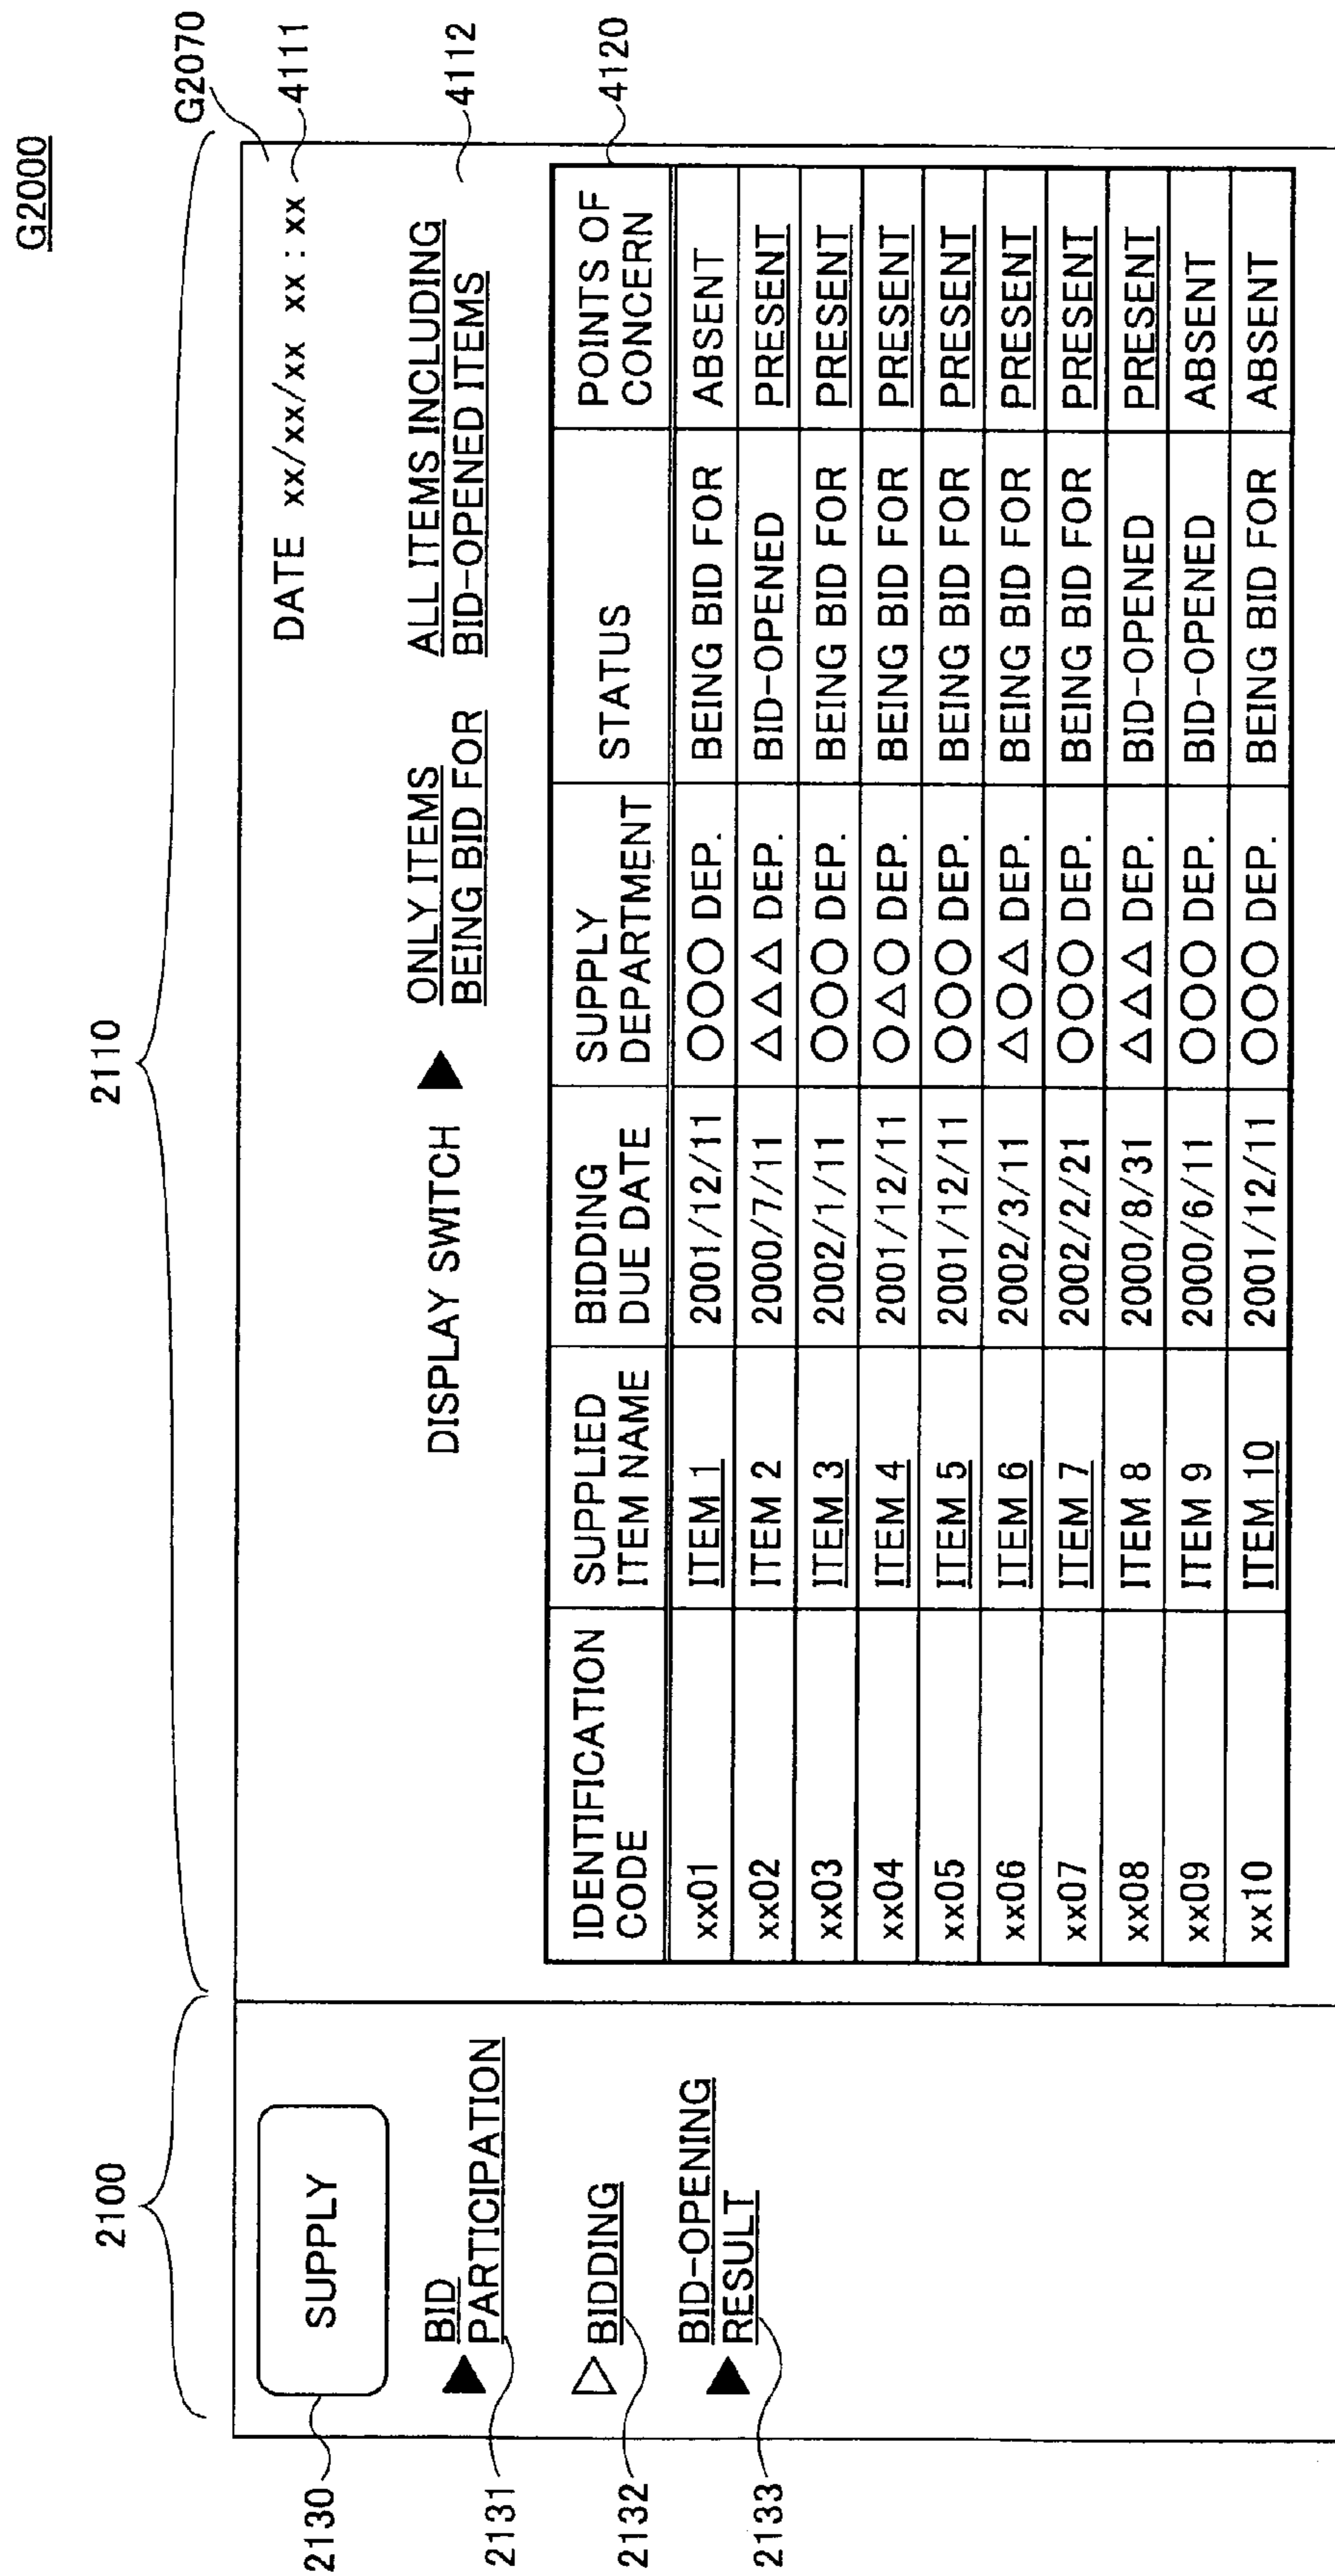 G2000
2100
2110
G2070
2130
SUPPLY
2131
▲ BID
PARTICIPATION
2132
△ BIDDING
2133
▲ BID-OPENING
RESULT
DATE xx/xx/xx xx:xx
4111
DISPLAY SWITCH ▲ ONLY ITEMS
BEING BID FOR
ALL ITEMS INCLUDING
BID-OPENED ITEMS
4112
4120
IDENTIFICATION CODE | SUPPLIED ITEM NAME | BIDDING DUE DATE | SUPPLY DEPARTMENT | STATUS | POINTS OF CONCERN
xx01 | ITEM 1 | 2001/12/11 | ○○○ DEP. | BEING BID FOR | ABSENT
xx02 | ITEM 2 | 2000/7/11 | △△△ DEP. | BID-OPENED | PRESENT
xx03 | ITEM 3 | 2002/1/11 | ○○○ DEP. | BEING BID FOR | PRESENT
xx04 | ITEM 4 | 2001/12/11 | ○△○ DEP. | BEING BID FOR | PRESENT
xx05 | ITEM 5 | 2001/12/11 | ○○○ DEP. | BEING BID FOR | PRESENT
xx06 | ITEM 6 | 2002/3/11 | △○△ DEP. | BEING BID FOR | PRESENT
xx07 | ITEM 7 | 2002/2/21 | ○○○ DEP. | BEING BID FOR | PRESENT
xx08 | ITEM 8 | 2000/8/31 | △△△ DEP. | BID-OPENED | PRESENT
xx09 | ITEM 9 | 2000/6/11 | ○○○ DEP. | BID-OPENED | ABSENT
xx10 | ITEM 10 | 2001/12/11 | ○○○ DEP. | BEING BID FOR | ABSENT